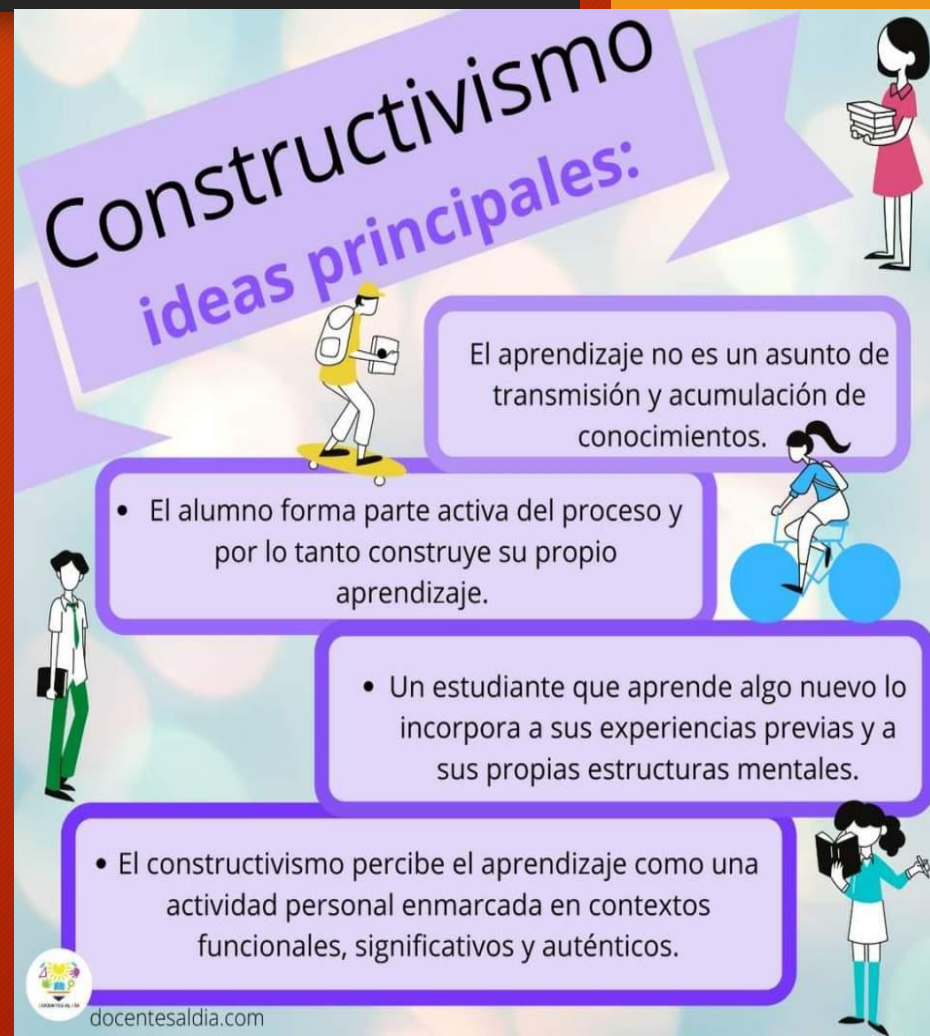 Constructivismo
ideas principales:
El aprendizaje no es un asunto de
transmisión y acumulación de
conocimientos.
• El alumno forma parte activa del proceso y
por lo tanto construye su propio
aprendizaje.
• Un estudiante que aprende algo nuevo lo
incorpora a sus experiencias previas y a
sus propias estructuras mentales.
• El constructivismo percibe el aprendizaje como una
actividad personal enmarcada en contextos
funcionales, significativos y auténticos.
docentesaldia.com